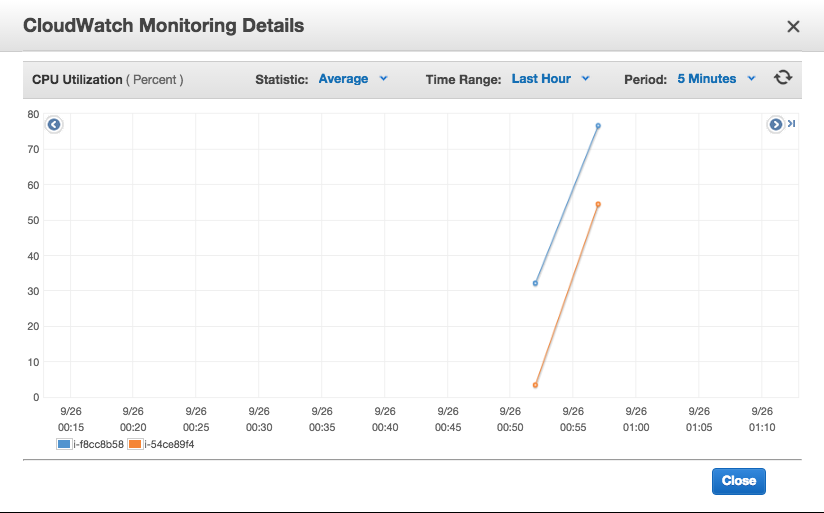 CloudWatch Monitoring Details
CPU Utilization ( Percent ) Statistic: Average Time Range: Last Hour Period: 5 Minutes
80
70
60
50
40
30
20
10
0
9/26 9/26 9/26 9/26 9/26 9/26 9/26 9/26 9/26 9/26 9/26 9/26
00:15 00:20 00:25 00:30 00:35 00:40 00:45 00:50 00:55 01:00 01:05 01:10
i-f8cc8b58 i-54ce89f4
Close